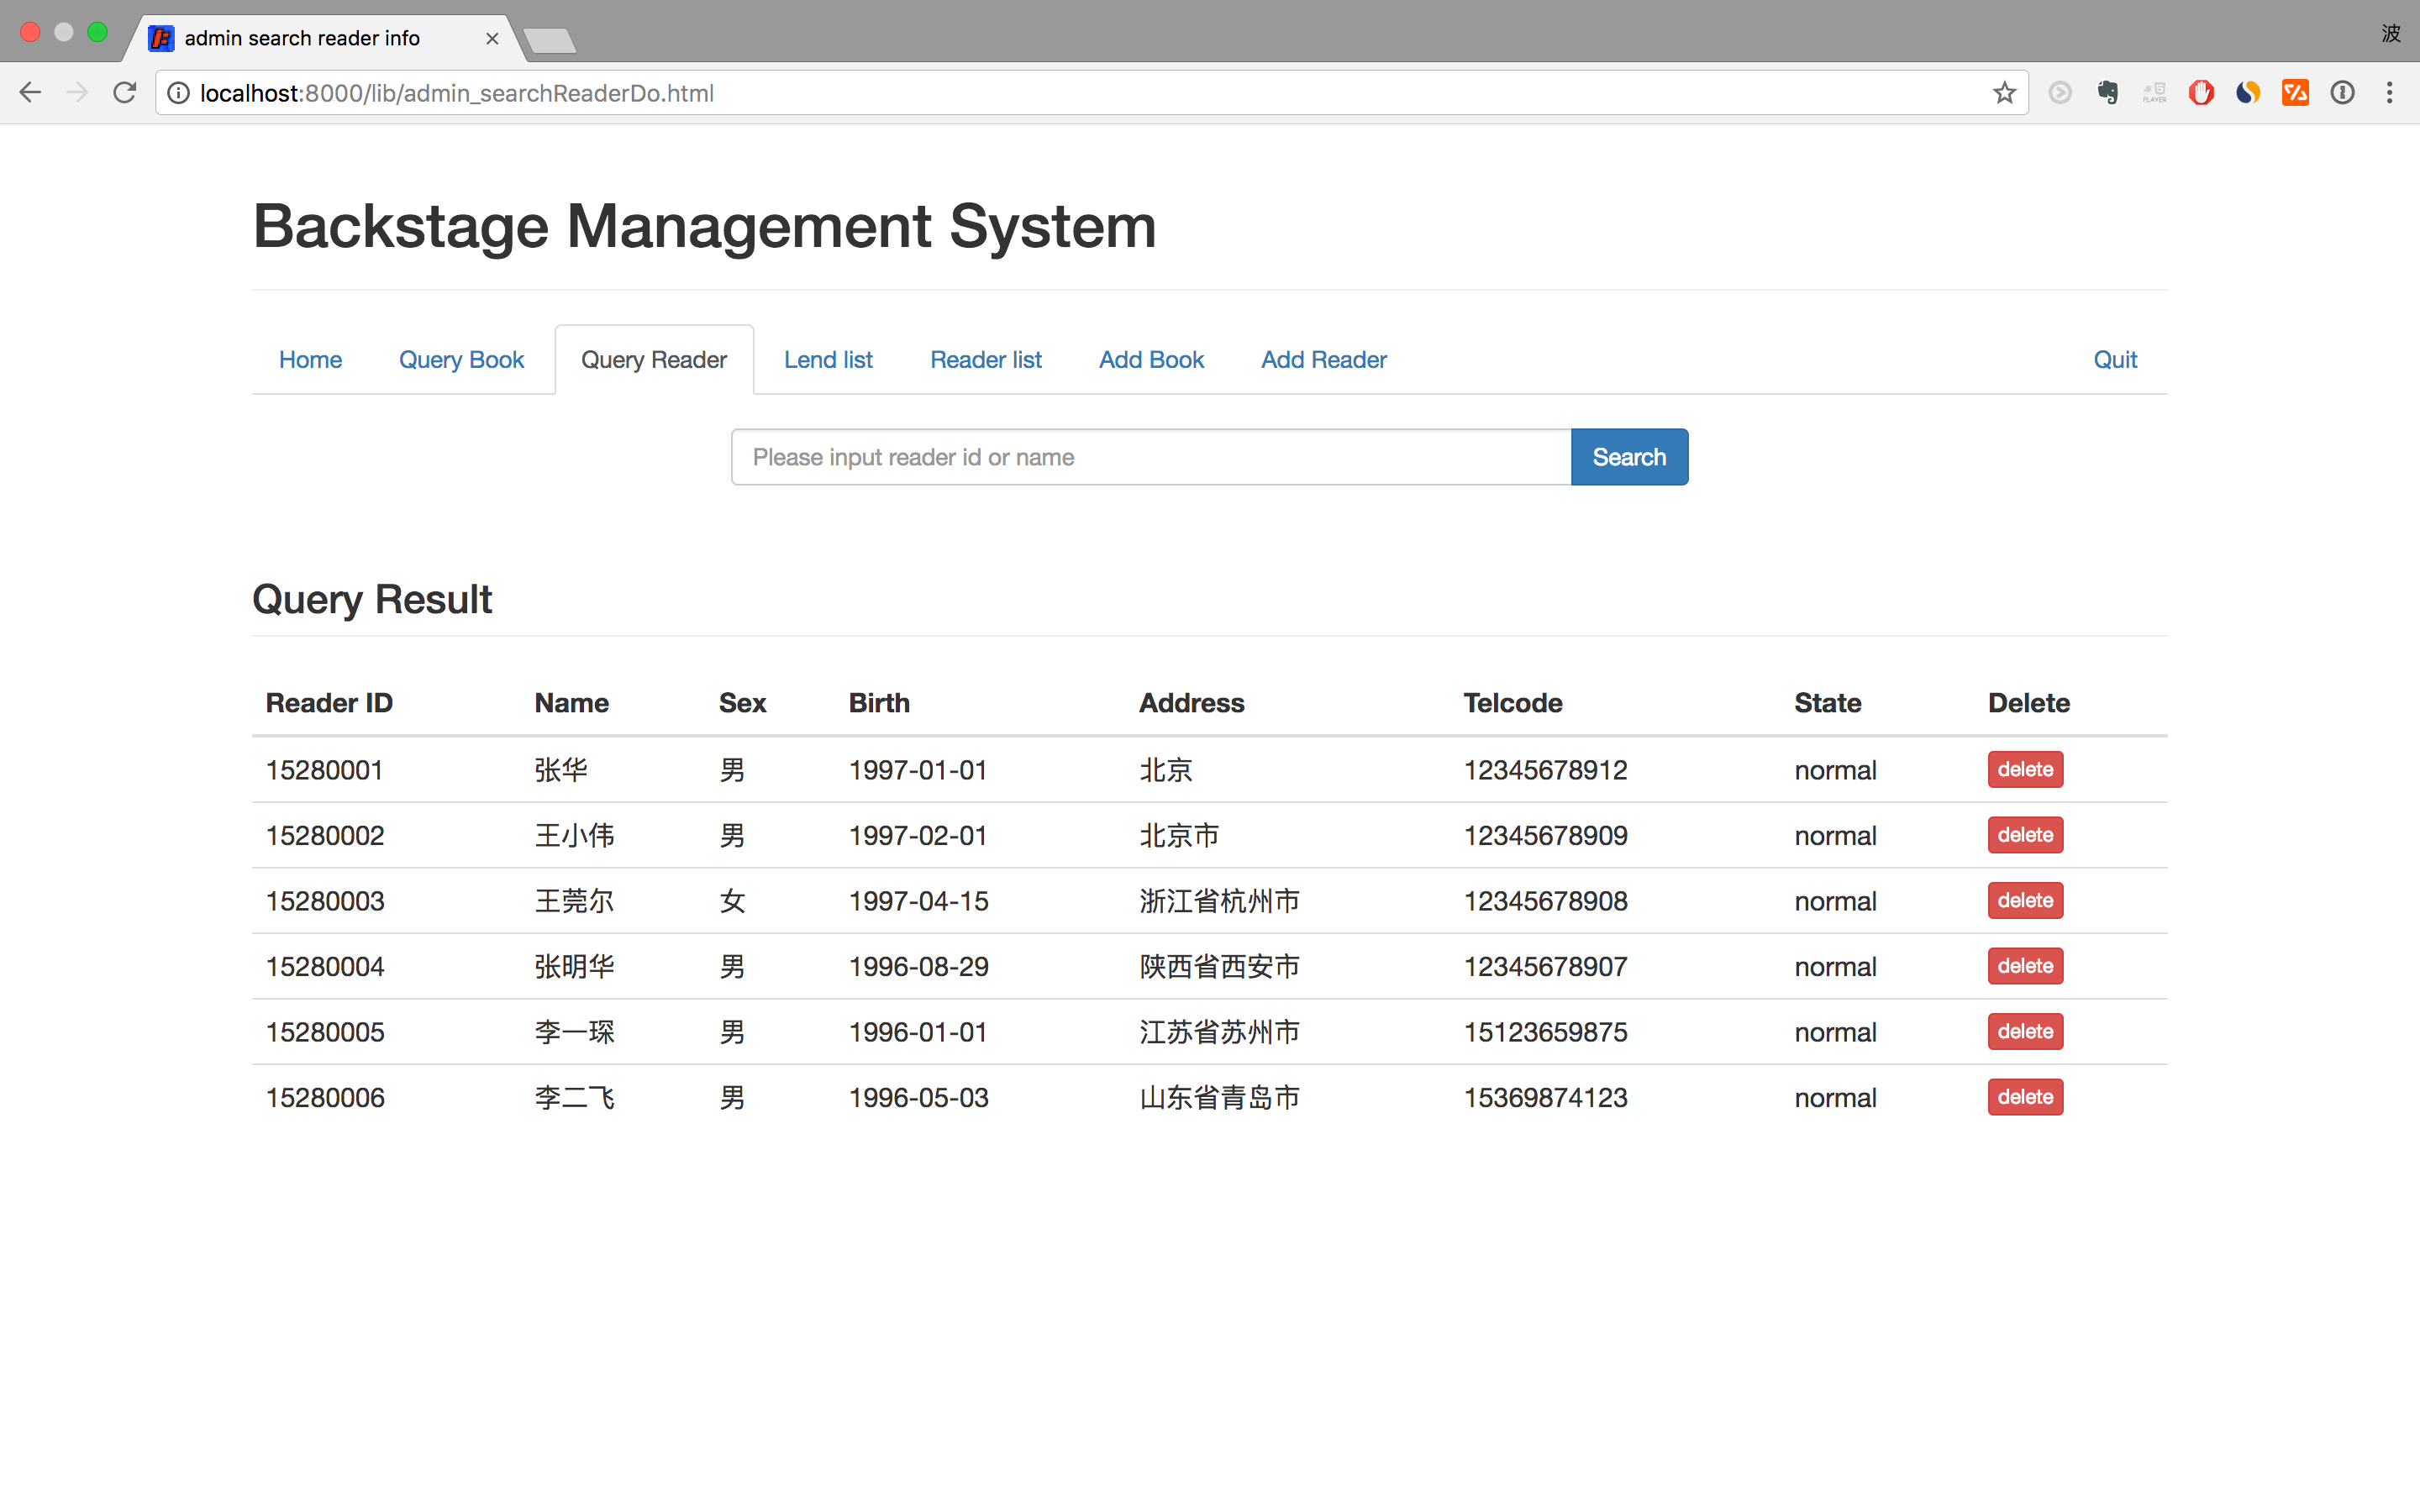 admin search reader info
波
localhost:8000/lib/admin_searchReaderDo.html
PLAYER
Backstage Management System
Home Query Book Query Reader Lend list Reader list Add Book Add Reader Quit
Please input reader id or name Search
Query Result
Reader ID Name Sex Birth Address Telcode State Delete
15280001 张华 男 1997-01-01 北京 12345678912 normal delete
15280002 王小伟 男 1997-02-01 北京市 12345678909 normal delete
15280003 王莞尔 女 1997-04-15 浙江省杭州市 12345678908 normal delete
15280004 张明华 男 1996-08-29 陕西省西安市 12345678907 normal delete
15280005 李一琛 男 1996-01-01 江苏省苏州市 15123659875 normal delete
15280006 李二飞 男 1996-05-03 山东省青岛市 15369874123 normal delete